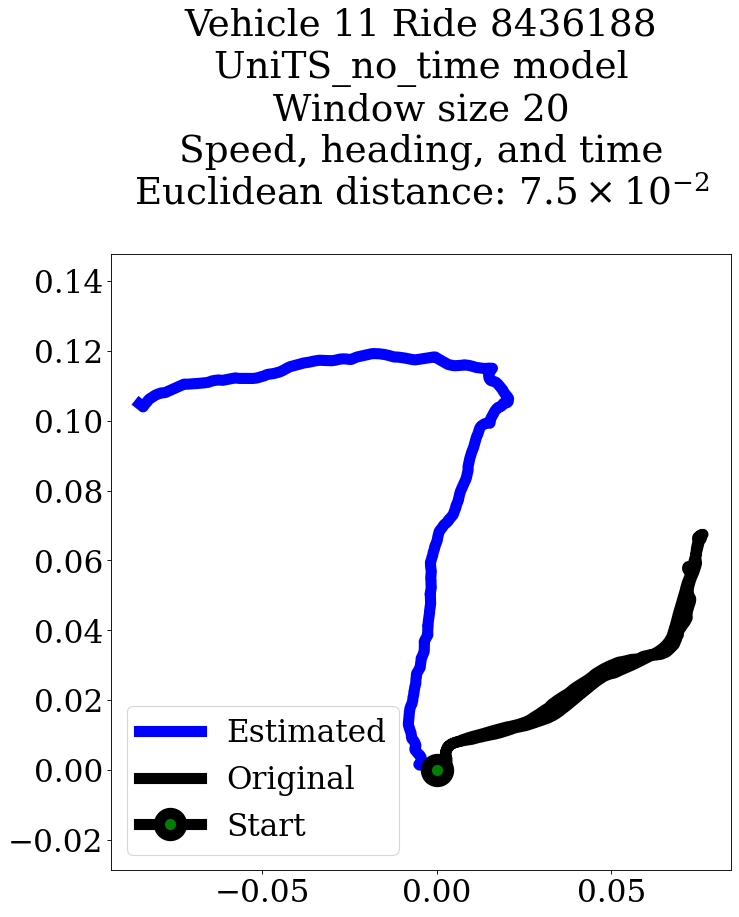 Vehicle 11 Ride 8436188
UniTS_no_time model
Window size 20
Speed, heading, and time
Euclidean distance: 7.5 × 10⁻²
0.14
0.12
0.10
0.08
0.06
0.04
0.02
0.00
−0.02
Estimated
Original
Start
−0.05 0.00 0.05